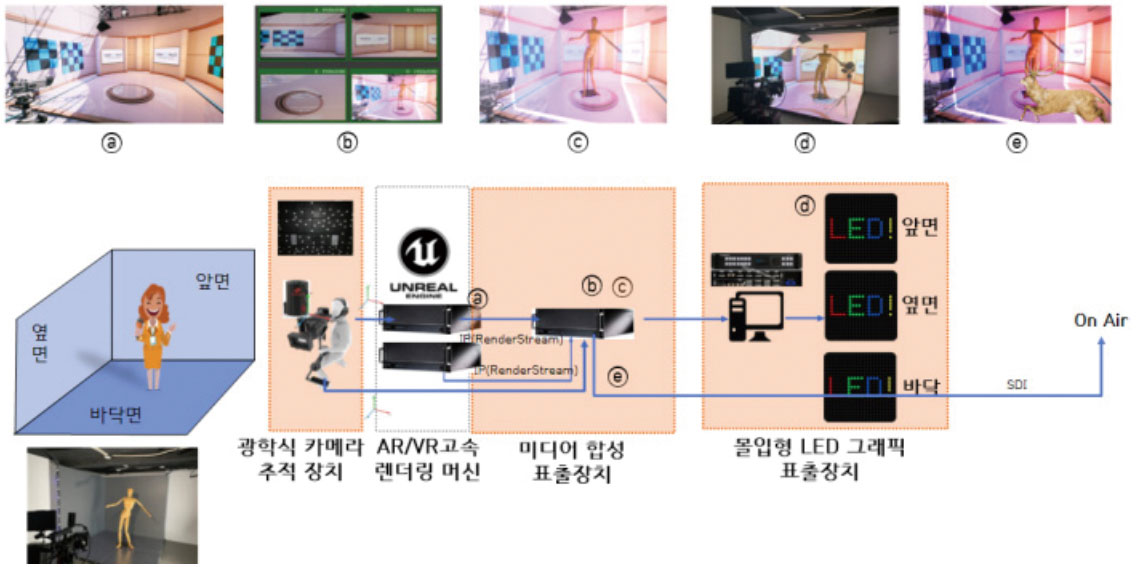 ⓐ
ⓑ
ⓒ
ⓓ
ⓔ
앞면
옆면
바닥면
UNREAL
ENGINE
ⓐ
IP(RenderStream)
IP(RenderStream)
ⓑ ⓒ
ⓔ
ⓓ
LED!
앞면
LED!
옆면
LED!
바닥
SDI
On Air
광학식 카메라
추적 장치
AR/VR고속
렌더링 머신
미디어 합성
표출장치
몰입형 LED 그래픽
표출장치